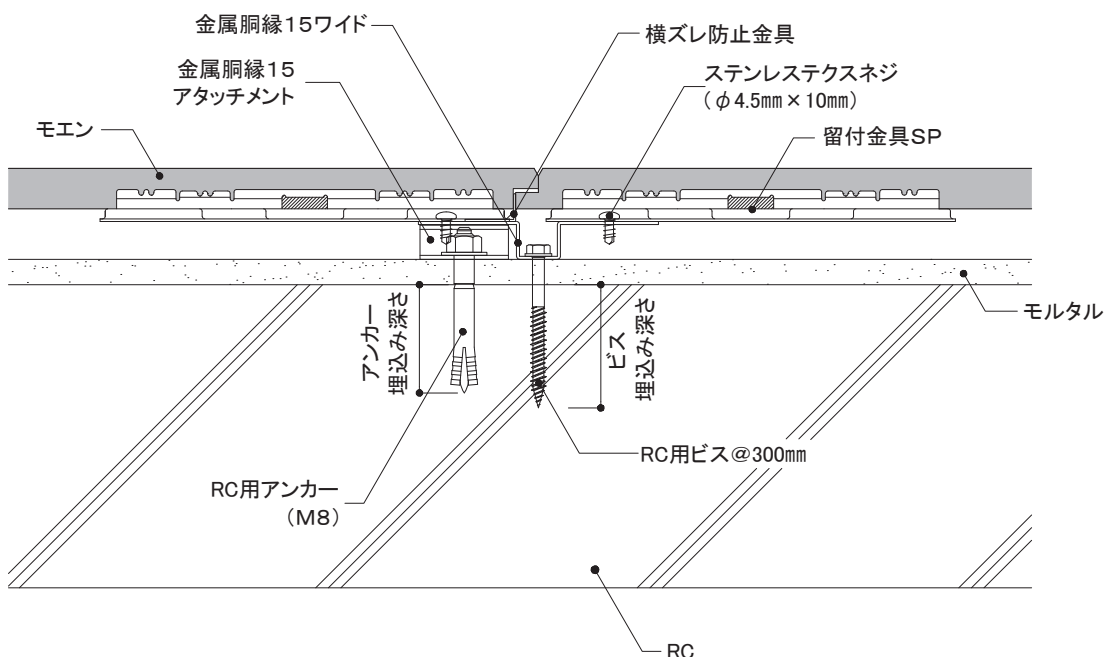 金属胴縁15ワイド
横ズレ防止金具
金属胴縁15
アタッチメント
ステンレステクスネジ
(φ4.5mm×10mm)
モエン
留付金具SP
モルタル
アンカー
埋込み深さ
ビス
埋込み深さ
RC用ビス@300mm
RC用アンカー
(M8)
RC